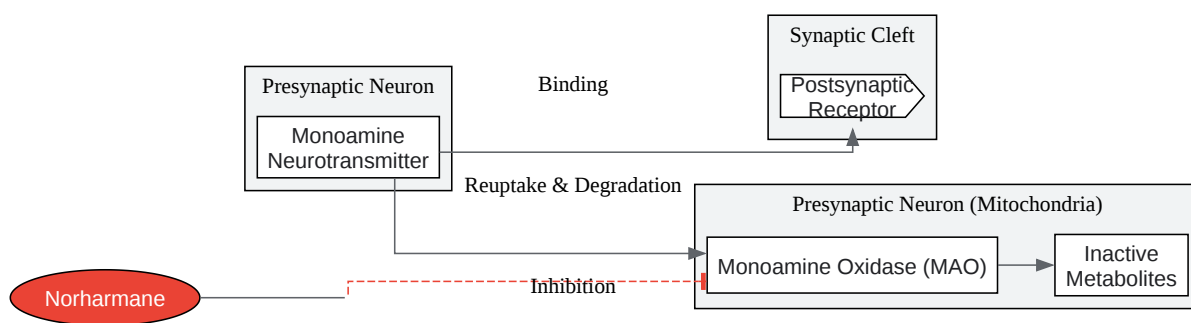 Synaptic Cleft
Postsynaptic
Receptor
Binding
Presynaptic Neuron
Monoamine
Neurotransmitter
Reuptake & Degradation
Presynaptic Neuron (Mitochondria)
Monoamine Oxidase (MAO)
Inactive
Metabolites
Inhibition
Norharmane